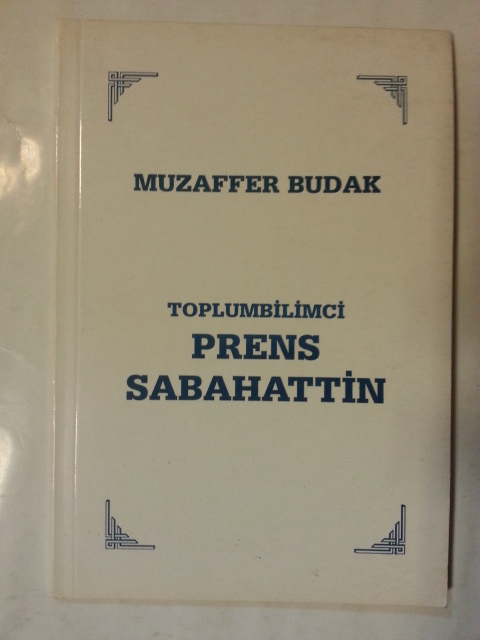 MUZAFFER BUDAK
TOPLUMBİLİMCİ
PRENS
SABAHATTİN